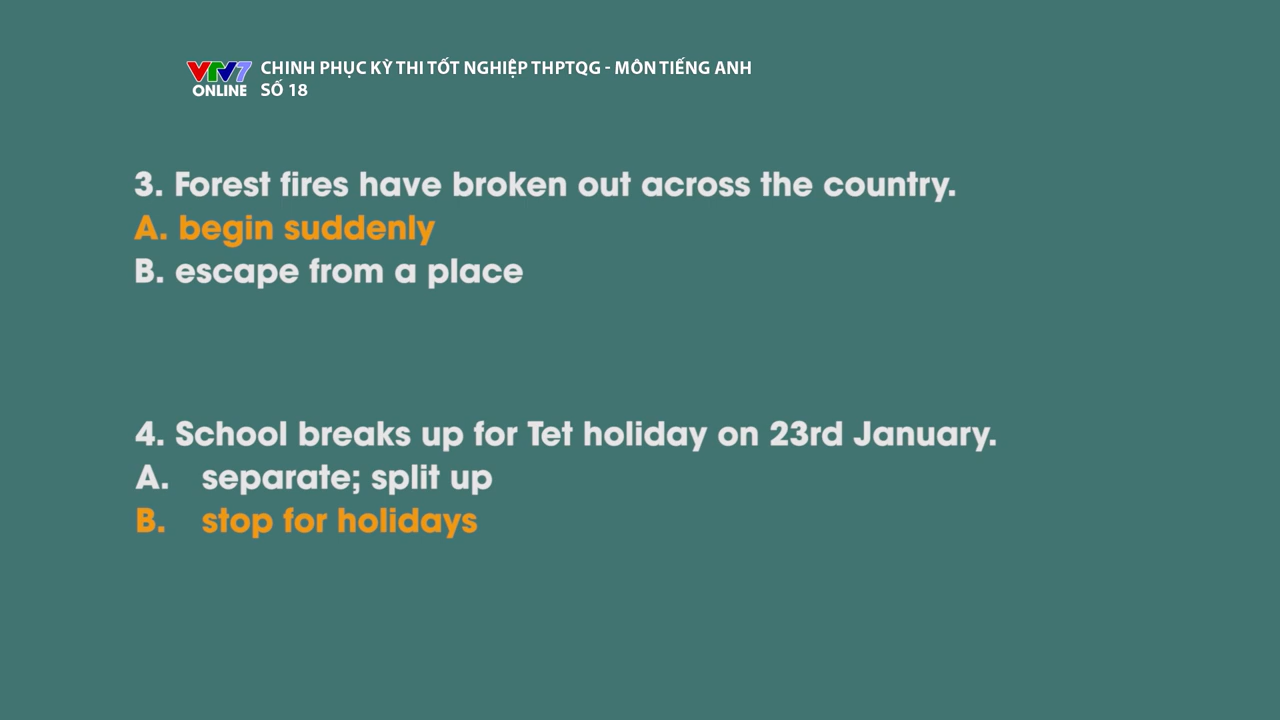 VTV7
ONLINE
CHINH PHỤC KỲ THI TỐT NGHIỆP THPTQG - MÔN TIẾNG ANH
SỐ 18
3. Forest fires have broken out across the country.
A. begin suddenly
B. escape from a place
4. School breaks up for Tet holiday on 23rd January.
A. separate; split up
B. stop for holidays